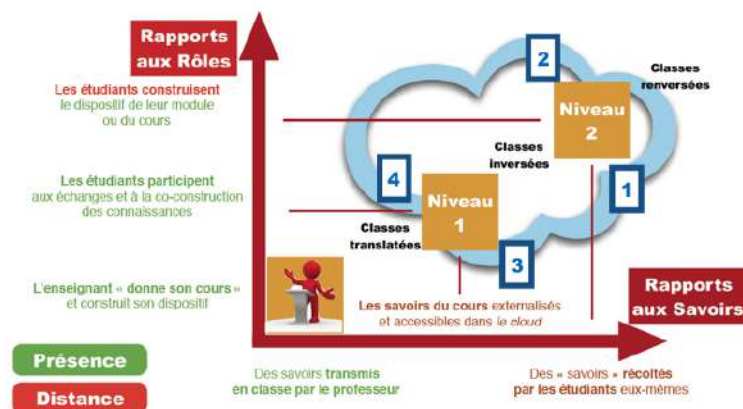 Rapports
aux Rôles
Les étudiants construisent
le dispositif de leur module
ou du cours
Les étudiants participent
aux échanges et à la co-construction
des connaissances
L'enseignant « donne son cours »
et construit son dispositif
Présence
Distance
2
Classes
renversées
Niveau
2
Classes
inversées
1
4
Niveau
1
Classes
translatées
3
Les savoirs du cours externalisés
et accessibles dans le cloud
Rapports
aux Savoirs
Des savoirs transmis
en classe par le professeur
Des « savoirs » récoltés
par les étudiants eux-mêmes